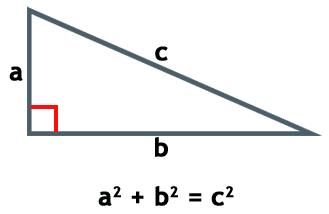 c
a
b
a² + b² = c²